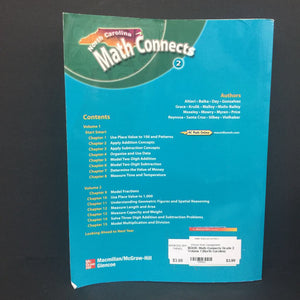 North Carolina
Math Connects
2
Authors
Altieri • Balka • Day • Gonsalves
Grace • Krulik • Malloy • Molix-Bailey
Moseley • Mowry • Myren • Price
Reynosa • Santa Cruz • Silbey • Vielhaber
Contents
Volume 1
Start Smart
Chapter 1 Use Place Value to 100 and Patterns
Chapter 2 Apply Addition Concepts
Chapter 3 Apply Subtraction Concepts
Chapter 4 Organize and Use Data
Chapter 5 Model Two-Digit Addition
Chapter 6 Model Two-Digit Subtraction
Chapter 7 Determine the Value of Money
Chapter 8 Measure Time and Temperature
Volume 2
Chapter 9 Model Fractions
Chapter 10 Use Place Value to 1,000
Chapter 11 Understanding Geometric Figures and Spatial Reasoning
Chapter 12 Measure Length and Area
Chapter 13 Measure Capacity and Weight
Chapter 14 Solve Three-Digit Addition and Subtraction Problems
Chapter 15 Model Multiplication and Division
Looking Ahead to Next Year
Macmillan/McGraw-Hill
Glencoe
$3.00
$3.00